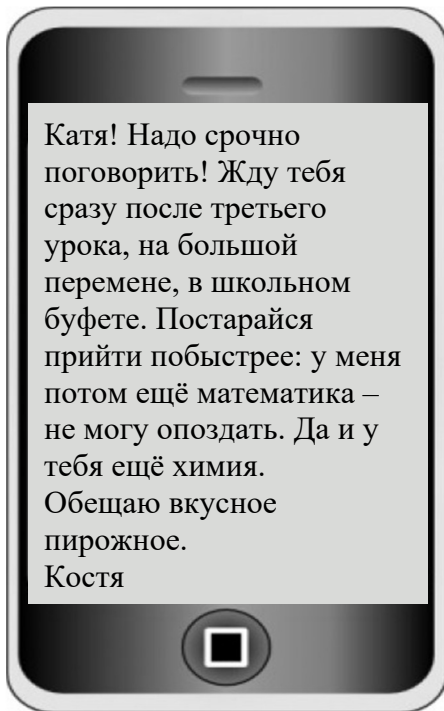 Катя! Надо срочно
поговорить! Жду тебя
сразу после третьего
урока, на большой
перемене, в школьном
буфете. Постарайся
прийти побыстрее: у меня
потом ещё математика –
не могу опоздать. Да и у
тебя ещё химия.
Обещаю вкусное
пирожное.
Костя